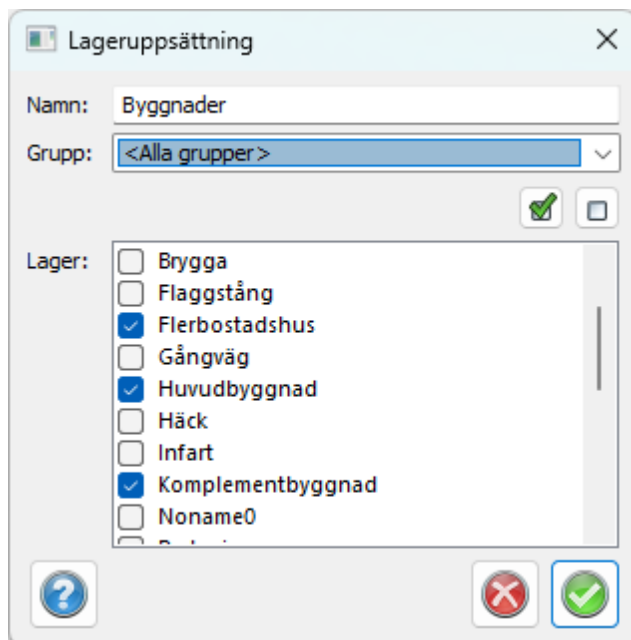 Lageruppsättning
Namn: Byggnader
Grupp: <Alla grupper>
Lager: Brygga
Flaggstång
Flerbostadshus
Gångväg
Huvudbyggnad
Häck
Infart
Komplementbyggnad
Noname0